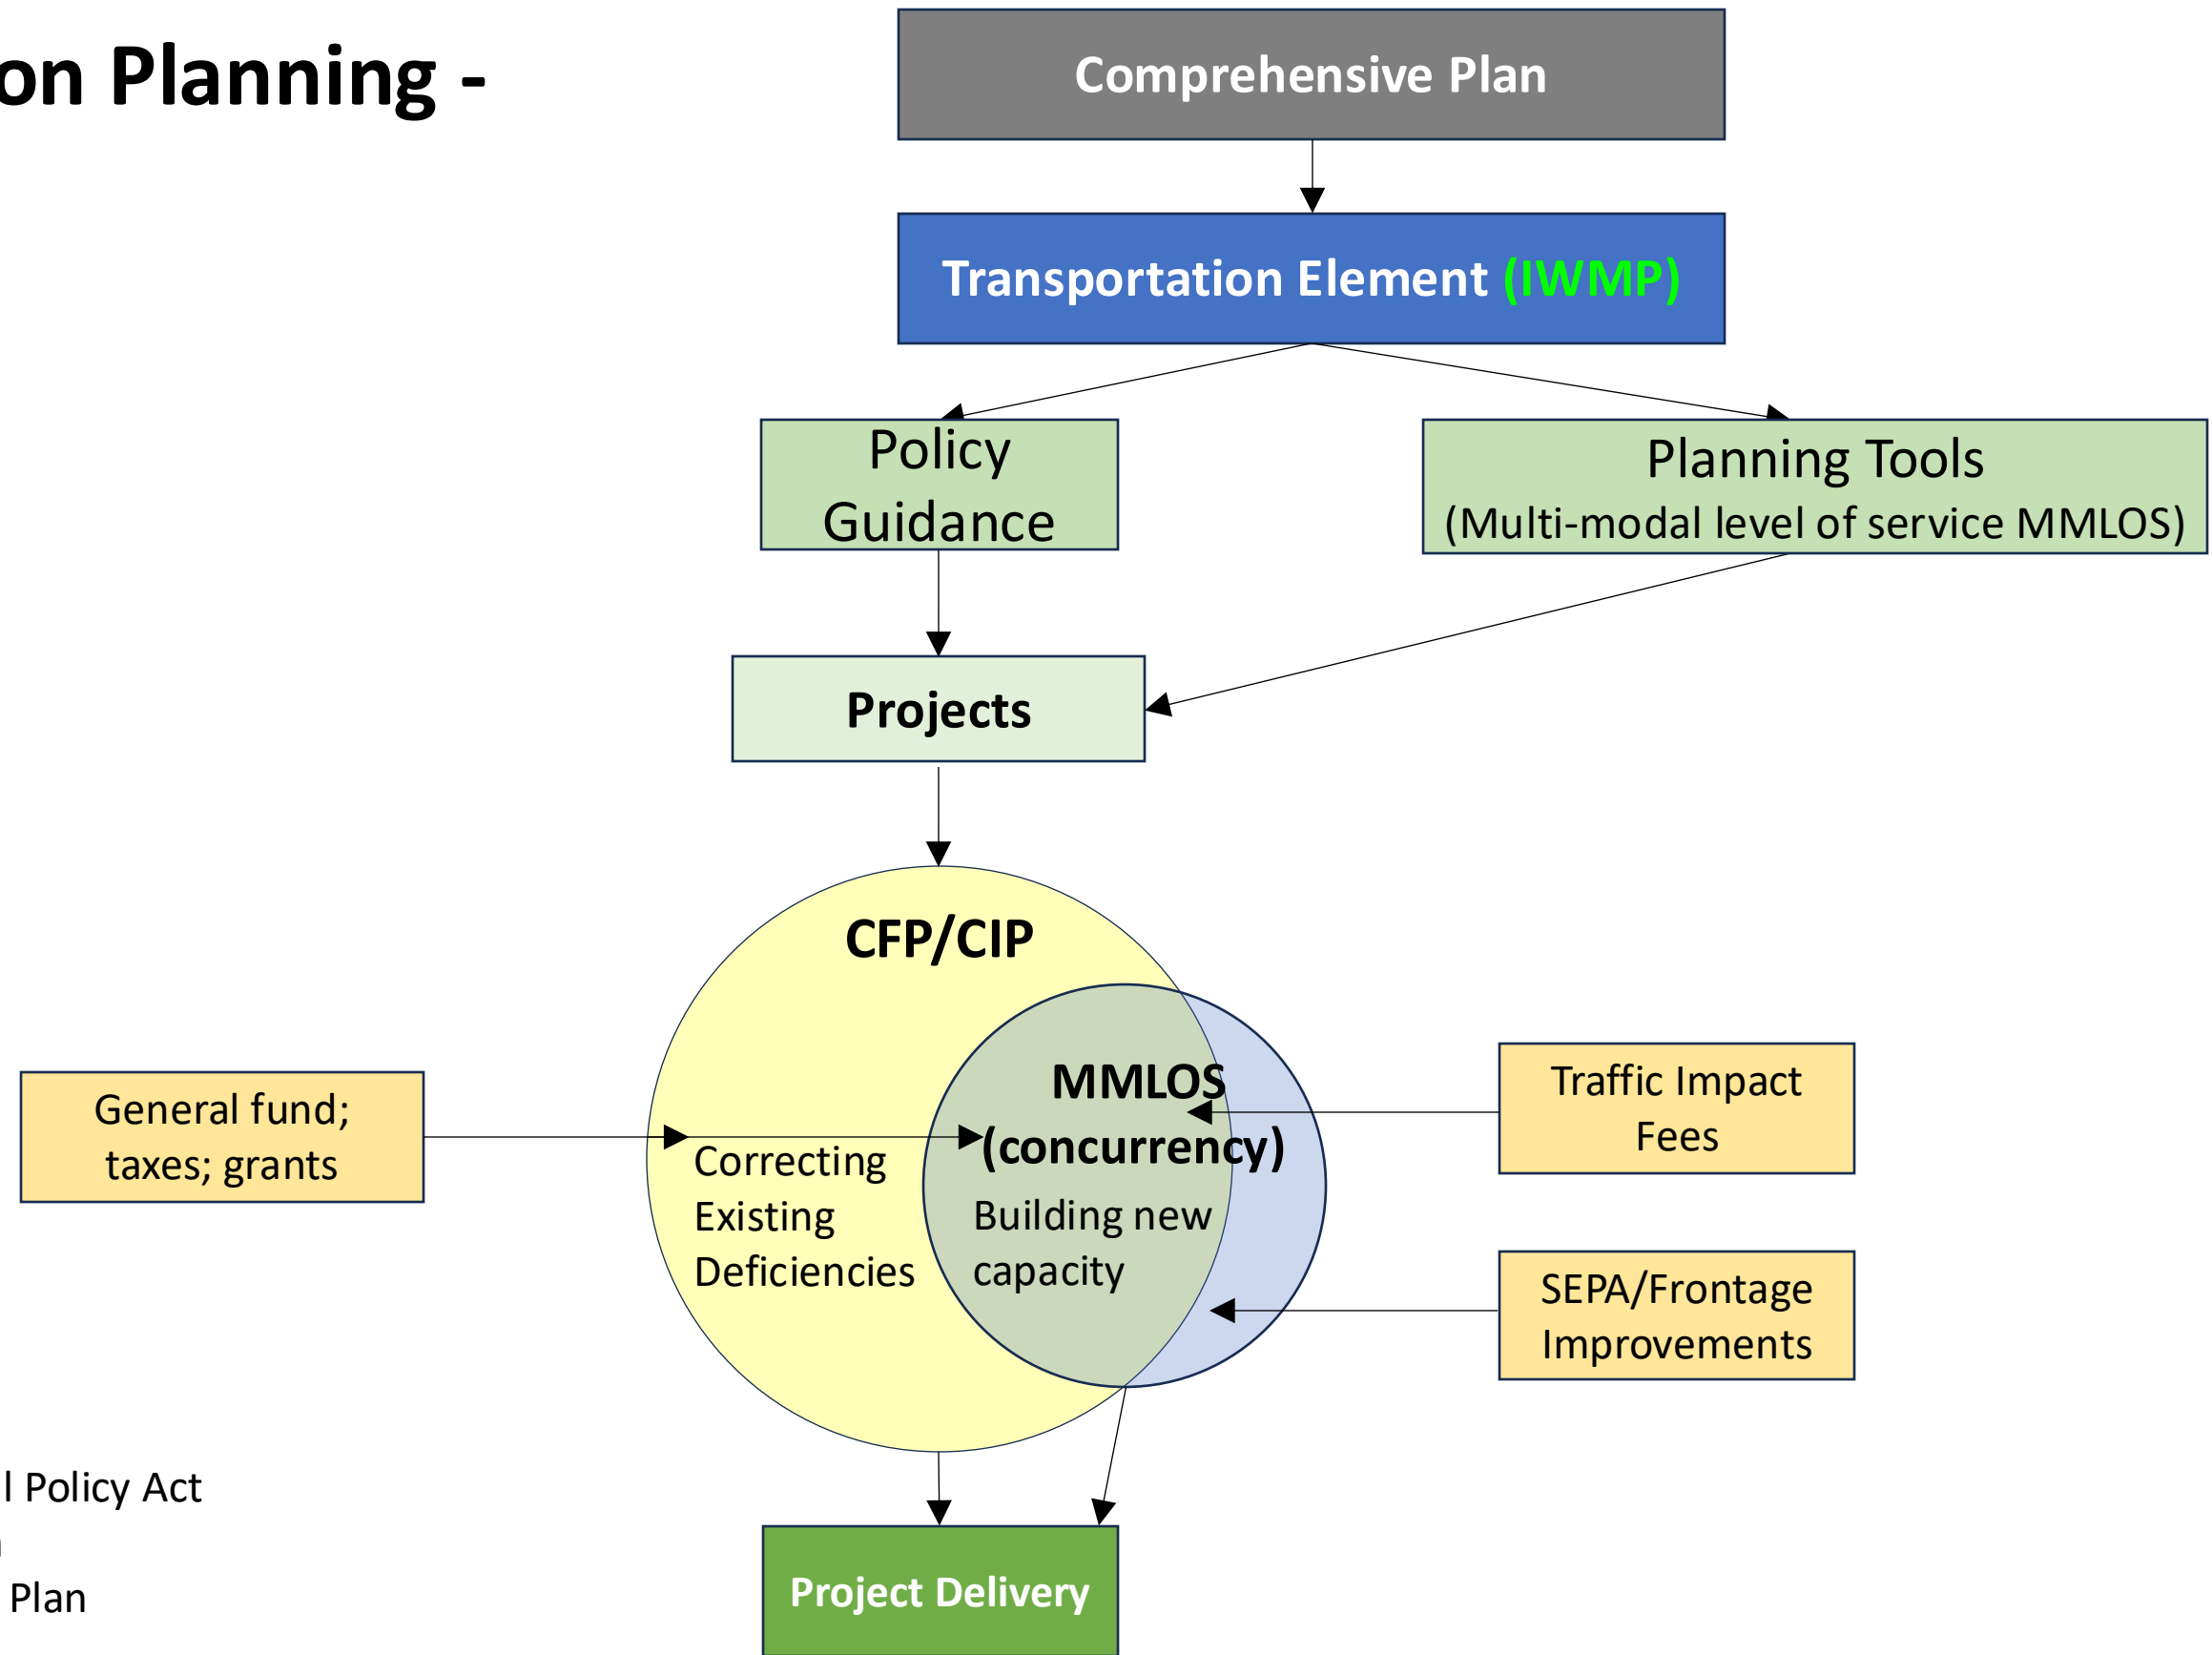 on Planning -
Comprehensive Plan
Transportation Element (IWMP)
Policy
Guidance
Planning Tools
(Multi-modal level of service MMLOS)
Projects
CFP/CIP
MMLOS
(concurrency)
General fund;
taxes; grants
Correcting
Existing
Deficiencies
Building new
capacity
Traffic Impact
Fees
SEPA/Frontage
Improvements
l Policy Act
Plan
Project Delivery